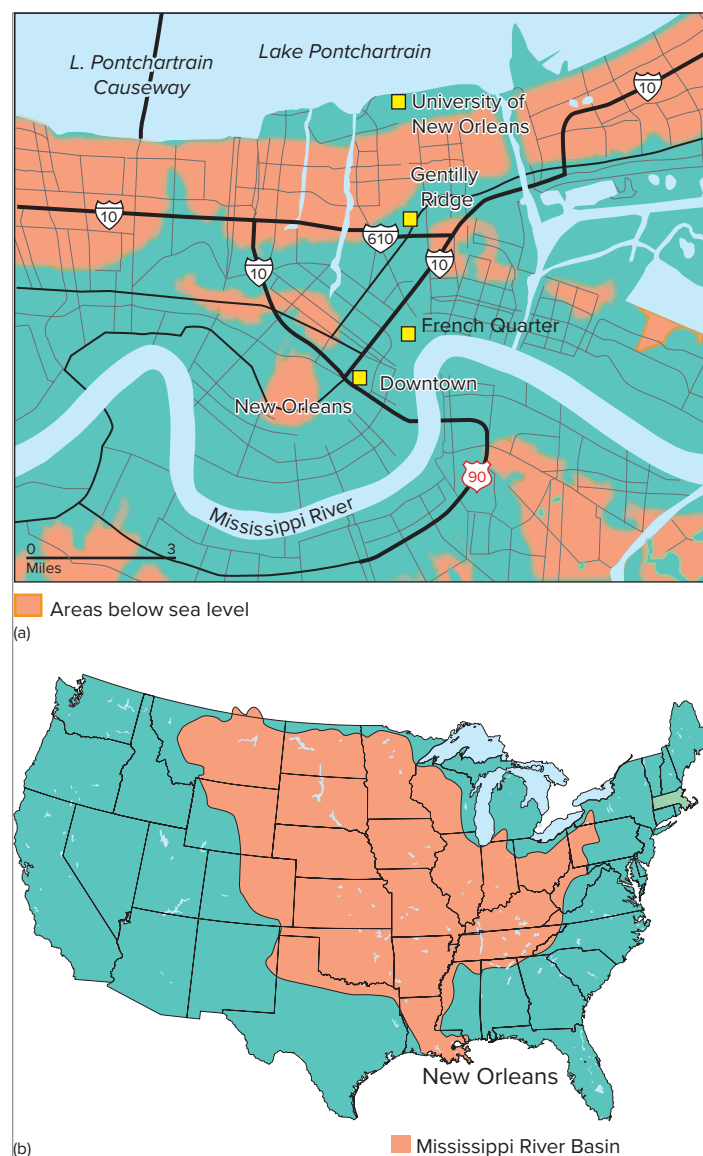 L. Pontchartrain
Causeway
Lake Pontchartrain
10
University of
New Orleans
Gentilly
Ridge
10
610
10
10
French Quarter
Downtown
New Orleans
90
Mississippi River
0 3
Miles
Areas below sea level
(a)
New Orleans
Mississippi River Basin
(b)